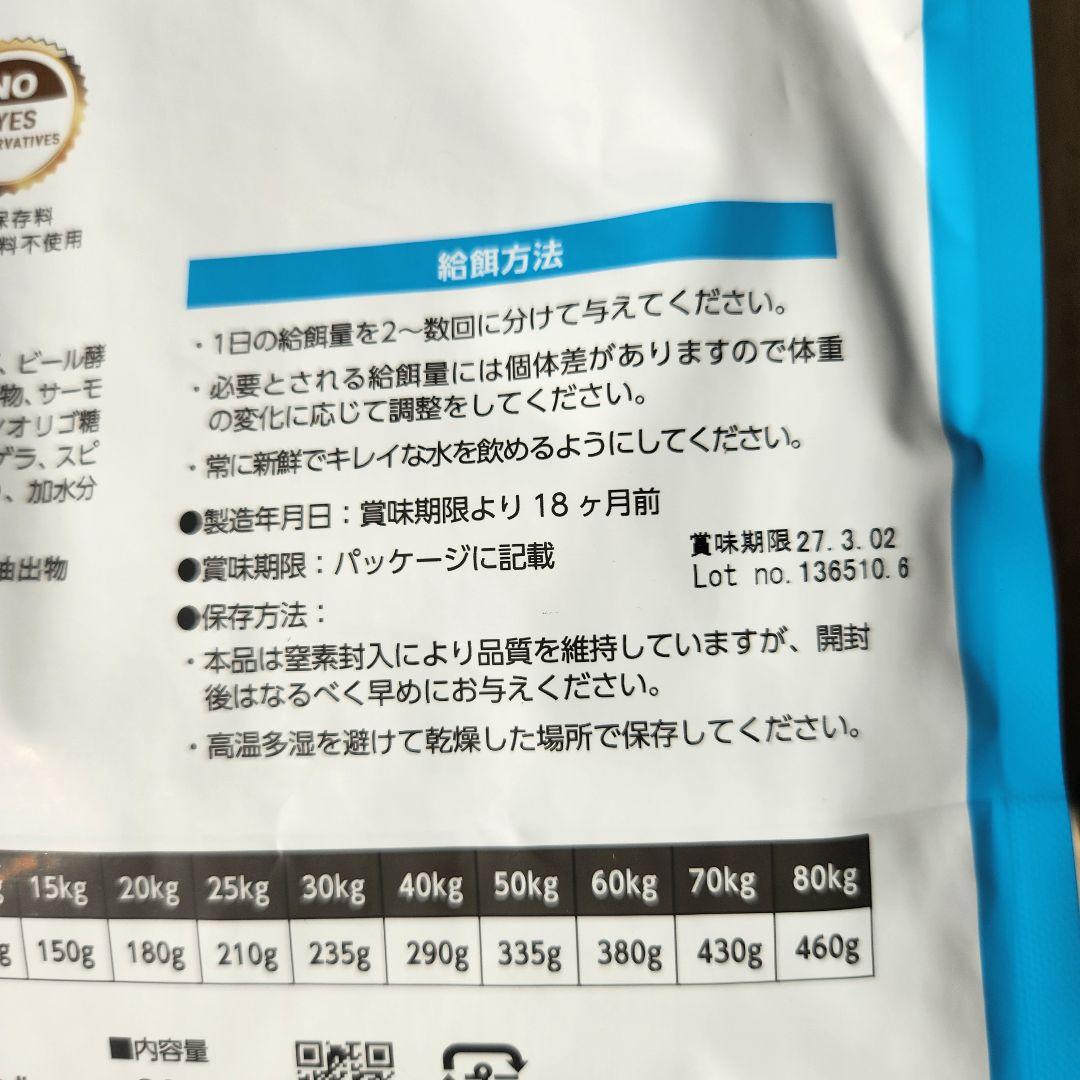 NO
YES
RVATIVES
保存料
料不使用
、ビール酵
物、サーモ
オリゴ糖
ゲラ、スピ
、加水分
抽出物
給餌方法
・1日の給餌量を2～数回に分けて与えてください。
・必要とされる給餌量には個体差がありますので体重
の変化に応じて調整をしてください。
・常に新鮮でキレイな水を飲めるようにしてください。
●製造年月日：賞味期限より 18 ヶ月前
●賞味期限：パッケージに記載
賞味期限27.3.02
Lot no.136510.6
●保存方法：
・本品は窒素封入により品質を維持していますが、開封
後はなるべく早めにお与えください。
・高温多湿を避けて乾燥した場所で保存してください。
15kg 20kg 25kg 30kg 40kg 50kg 60kg 70kg 80kg
g 150g 180g 210g 235g 290g 335g 380g 430g 460g
■内容量